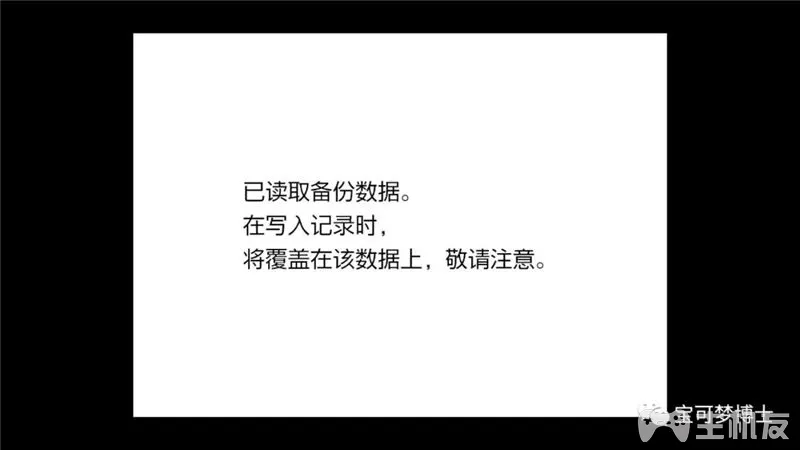 已读取备份数据。
在写入记录时，
将覆盖在该数据上，敬请注意。
宝可梦博士
主机友